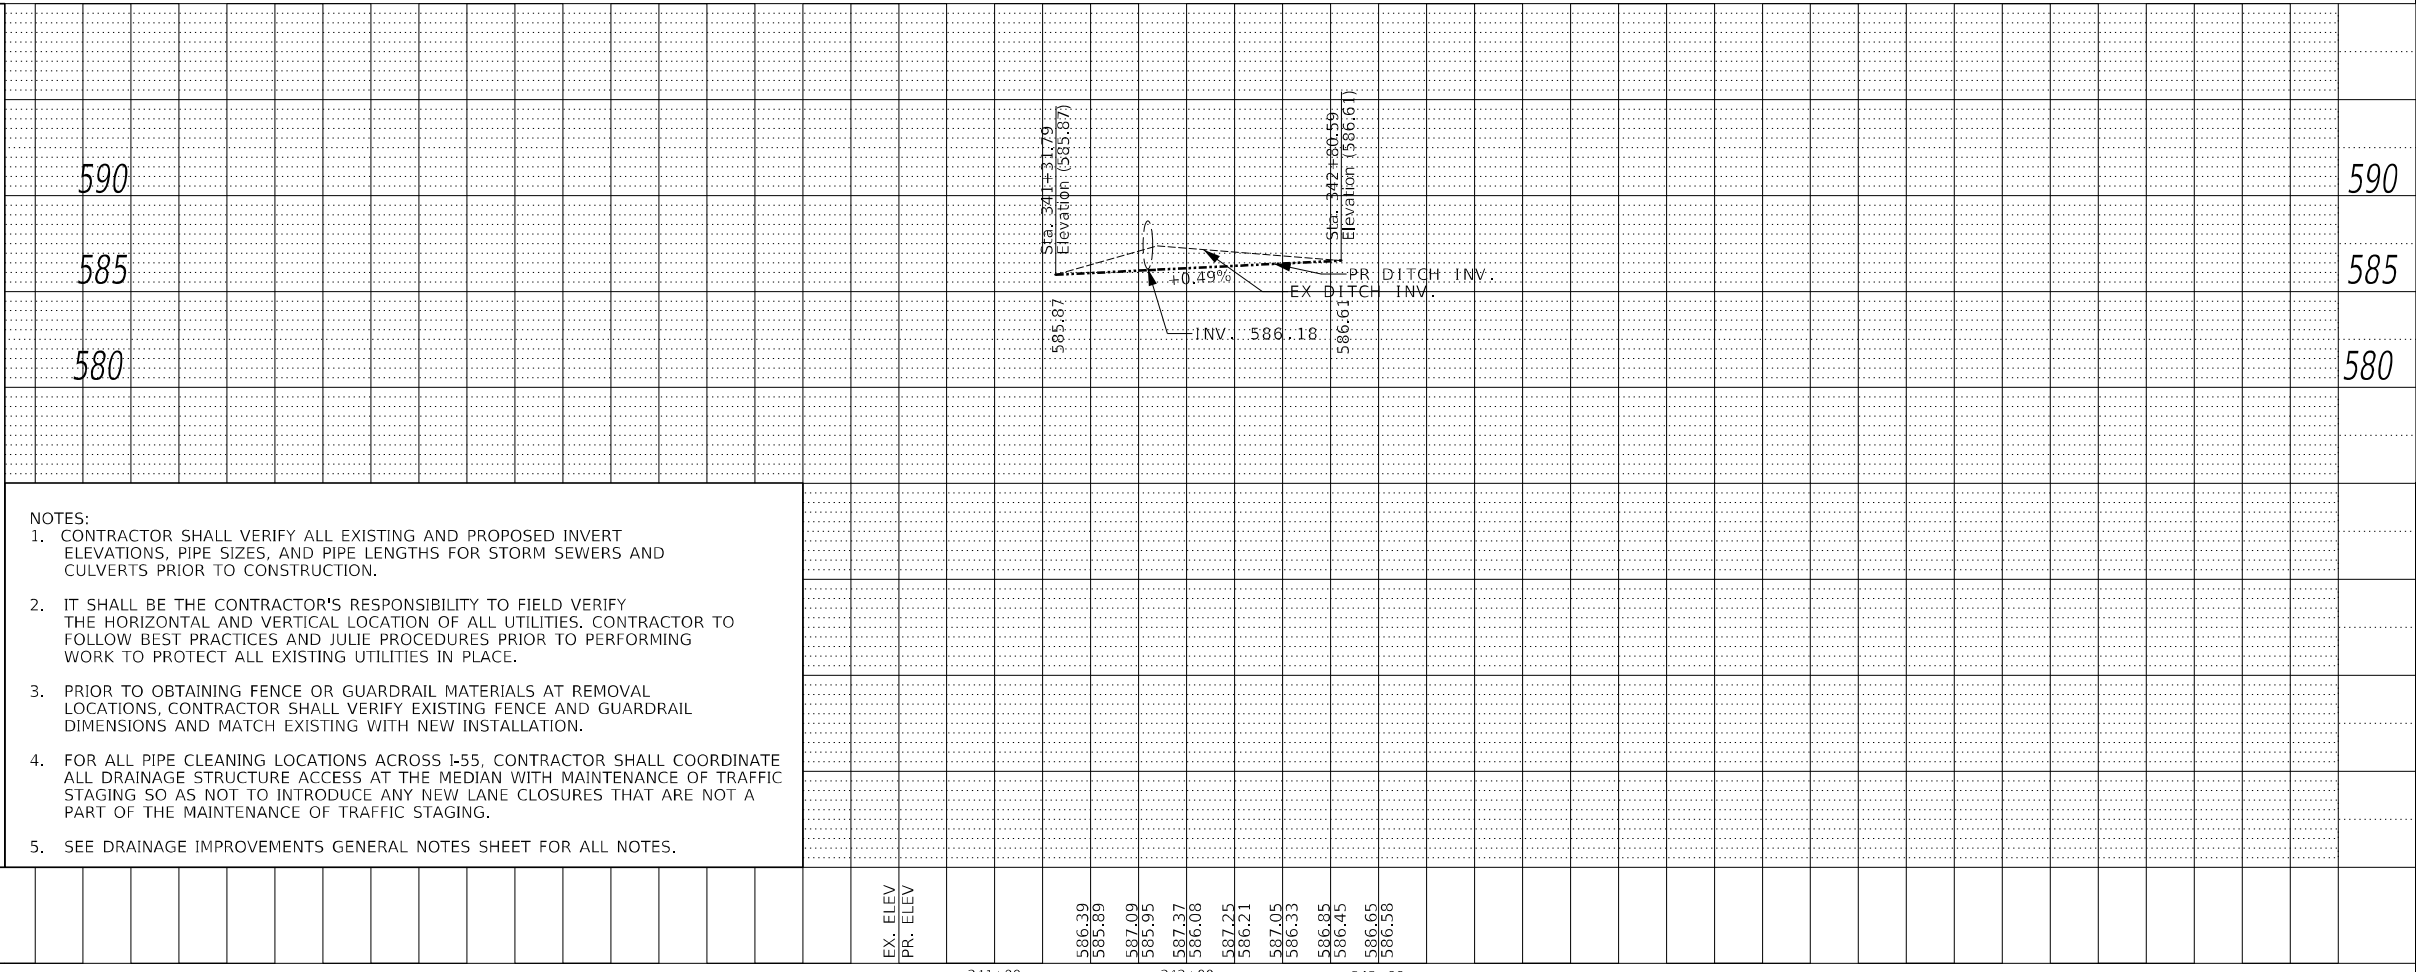 Sta. 341+31.79
Elevation (585.87)
Sta. 342+80.59
Elevation (586.61)
590
590
585
585
PR DITCH INV.
+0.49%
EX DITCH INV.
585.87
586.61
INV. 586.18
580
580
NOTES:
1. CONTRACTOR SHALL VERIFY ALL EXISTING AND PROPOSED INVERT
ELEVATIONS, PIPE SIZES, AND PIPE LENGTHS FOR STORM SEWERS AND
CULVERTS PRIOR TO CONSTRUCTION.
2. IT SHALL BE THE CONTRACTOR'S RESPONSIBILITY TO FIELD VERIFY
THE HORIZONTAL AND VERTICAL LOCATION OF ALL UTILITIES. CONTRACTOR TO
FOLLOW BEST PRACTICES AND JULIE PROCEDURES PRIOR TO PERFORMING
WORK TO PROTECT ALL EXISTING UTILITIES IN PLACE.
3. PRIOR TO OBTAINING FENCE OR GUARDRAIL MATERIALS AT REMOVAL
LOCATIONS, CONTRACTOR SHALL VERIFY EXISTING FENCE AND GUARDRAIL
DIMENSIONS AND MATCH EXISTING WITH NEW INSTALLATION.
4. FOR ALL PIPE CLEANING LOCATIONS ACROSS I-55, CONTRACTOR SHALL COORDINATE
ALL DRAINAGE STRUCTURE ACCESS AT THE MEDIAN WITH MAINTENANCE OF TRAFFIC
STAGING SO AS NOT TO INTRODUCE ANY NEW LANE CLOSURES THAT ARE NOT A
PART OF THE MAINTENANCE OF TRAFFIC STAGING.
5. SEE DRAINAGE IMPROVEMENTS GENERAL NOTES SHEET FOR ALL NOTES.
EX. ELEV
PR. ELEV
586.39
585.89
587.09
585.95
587.37
586.08
587.25
586.21
587.05
586.33
586.85
586.45
586.65
586.58